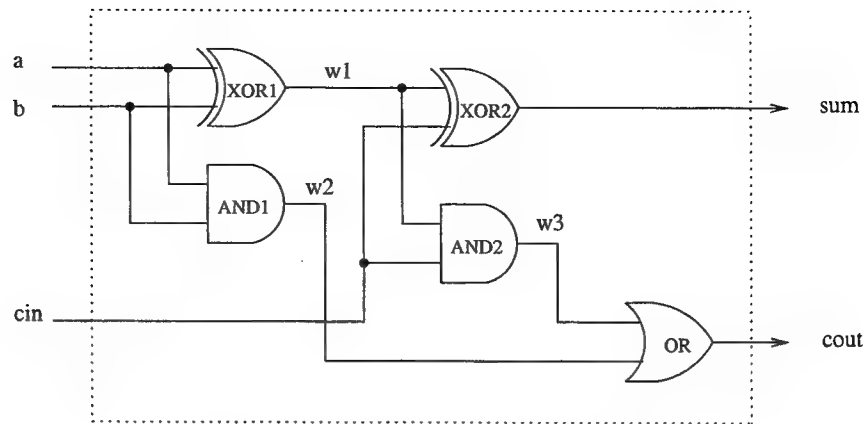 a
XOR1
w1
XOR2
b
sum
AND1
w2
AND2
w3
cin
OR
cout